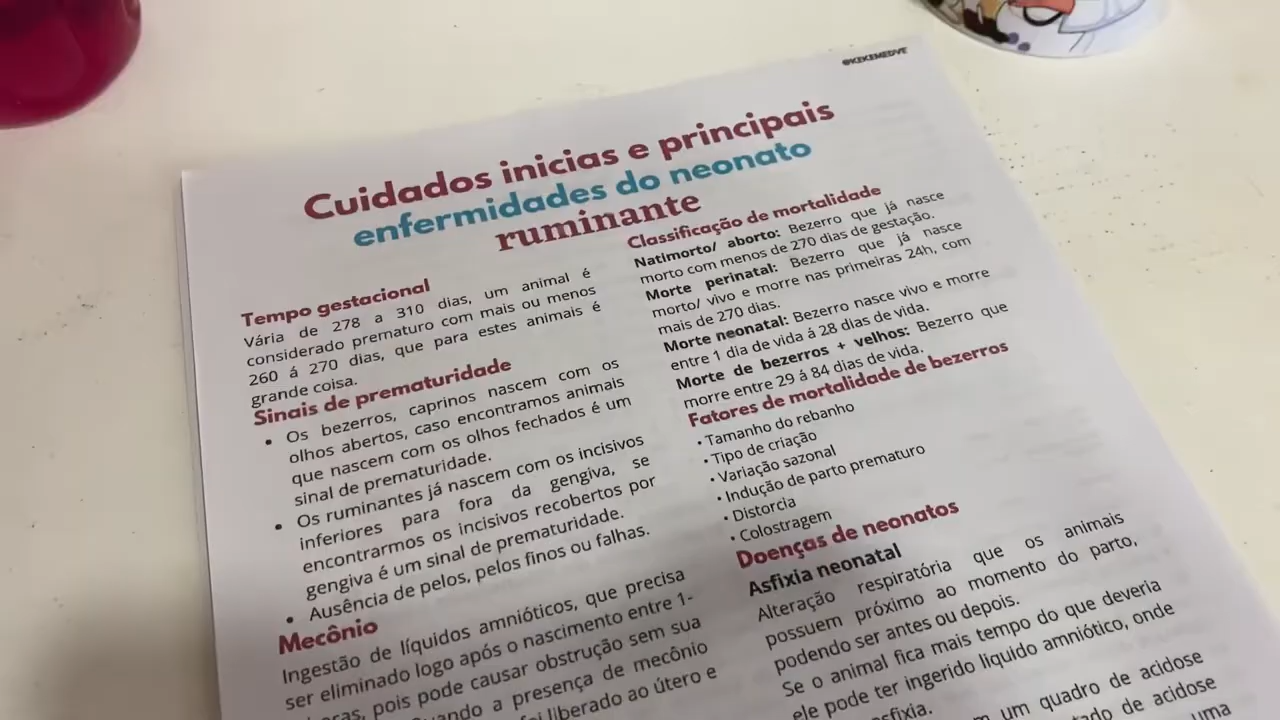 @KEKEMEDVE
Cuidados inicias e principais
enfermidades do neonato
ruminante
Tempo gestacional
Vária de 278 a 310 dias, um animal é
considerado prematuro com mais ou menos
260 á 270 dias, que para estes animais é
grande coisa.
Sinais de prematuridade
• Os bezerros, caprinos nascem com os
olhos abertos, caso encontramos animais
que nascem com os olhos fechados é um
sinal de prematuridade.
• Os ruminantes já nascem com os incisivos
inferiores para fora da gengiva, se
encontrarmos os incisivos recobertos por
gengiva é um sinal de prematuridade.
• Ausência de pelos, pelos finos ou falhas.
Mecônio
Ingestão de líquidos amnióticos, que precisa
ser eliminado logo após o nascimento entre 1-
pois pode causar obstrução sem sua
a presença de mecônio
liberado ao útero e
Classificação de mortalidade
Natimorto/ aborto: Bezerro que já nasce
morto com menos de 270 dias de gestação.
Morte perinatal: Bezerro que já nasce
morto/ vivo e morre nas primeiras 24h, com
mais de 270 dias.
Morte neonatal: Bezerro nasce vivo e morre
entre 1 dia de vida á 28 dias de vida.
Morte de bezerros + velhos: Bezerro que
morre entre 29 á 84 dias de vida.
Fatores de mortalidade de bezerros
• Tamanho do rebanho
• Tipo de criação
• Variação sazonal
• Indução de parto prematuro
• Distorcia
• Colostragem
Doenças de neonatos
Asfixia neonatal
Alteração respiratória que os animais
possuem próximo ao momento do parto,
podendo ser antes ou depois.
Se o animal fica mais tempo do que deveria
ele pode ter ingerido liquido amniótico, onde
um quadro de acidose
de acidose
uma